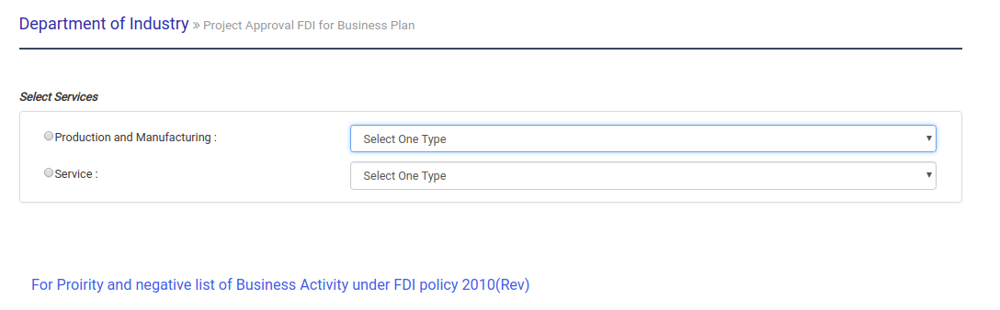 Department of Industry » Project Approval FDI for Business Plan
Select Services
Production and Manufacturing : Select One Type
Service : Select One Type
For Proirity and negative list of Business Activity under FDI policy 2010(Rev)